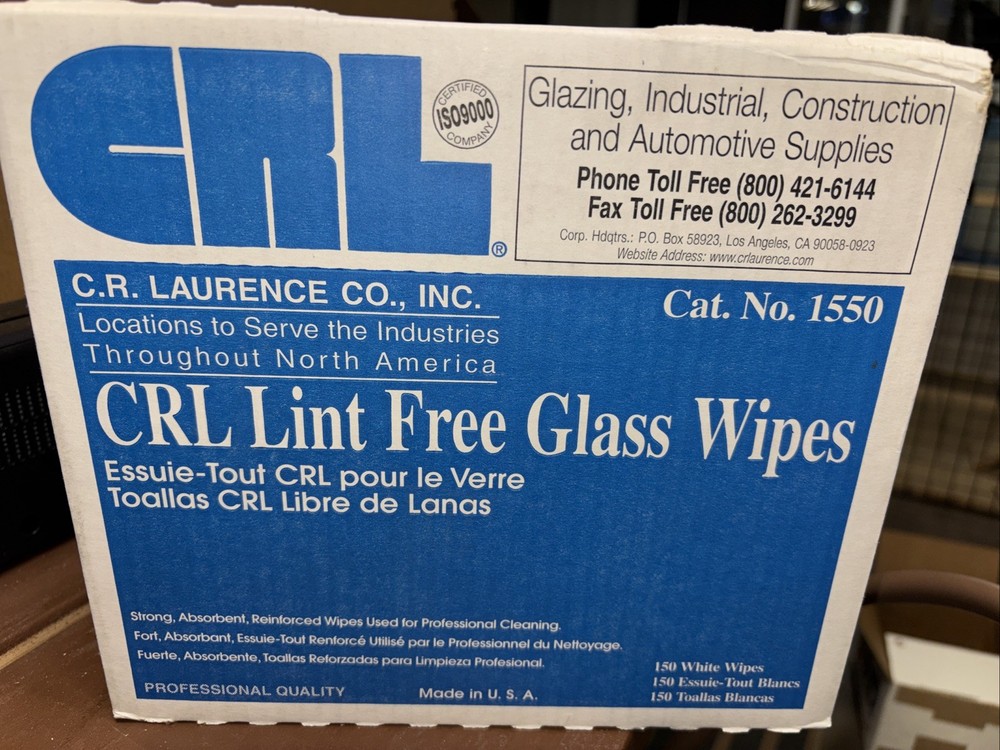 CRL
CERTIFIED
ISO9000
COMPANY
®
Glazing, Industrial, Construction
and Automotive Supplies
Phone Toll Free (800) 421-6144
Fax Toll Free (800) 262-3299
Corp. Hdqtrs.: P.O. Box 58923, Los Angeles, CA 90058-0923
Website Address: www.crlaurence.com
C.R. LAURENCE CO., INC.
Locations to Serve the Industries
Throughout North America
Cat. No. 1550
CRL Lint Free Glass Wipes
Essuie-Tout CRL pour le Verre
Toallas CRL Libre de Lanas
Strong, Absorbent, Reinforced Wipes Used for Professional Cleaning.
Fort, Absorbant, Essuie-Tout Renforcé Utilisé par le Professionnel du Nettoyage.
Fuerte, Absorbente, Toallas Reforzadas para Limpieza Profesional.
PROFESSIONAL QUALITY
Made in U. S. A.
150 White Wipes
150 Essuie-Tout Blancs
150 Toallas Blancas